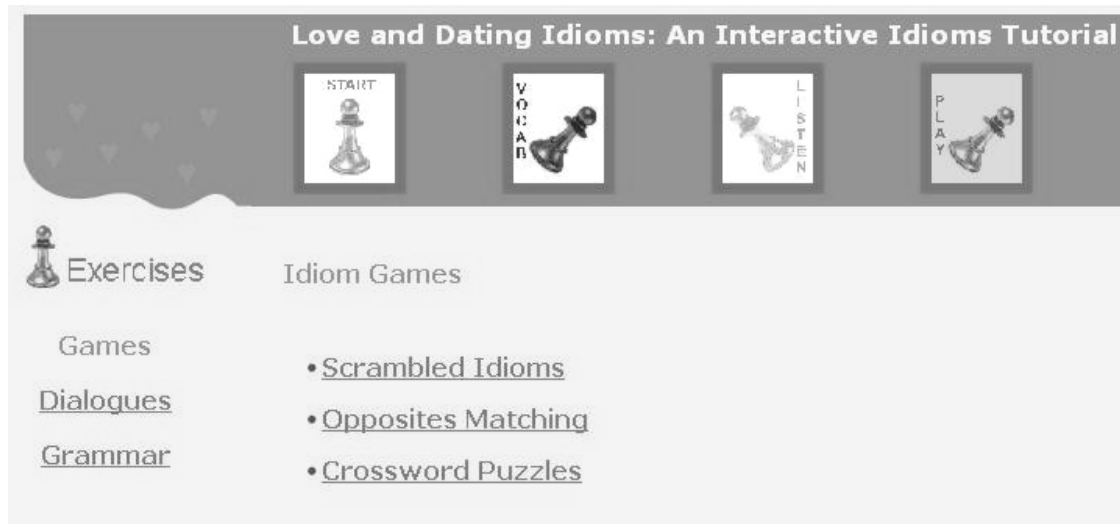 Love and Dating Idioms: An Interactive Idioms Tutorial
START
VOCAB
LISTEN
PLAY
Exercises
Idiom Games
Games
Dialogues
Grammar
• Scrambled Idioms
• Opposites Matching
• Crossword Puzzles